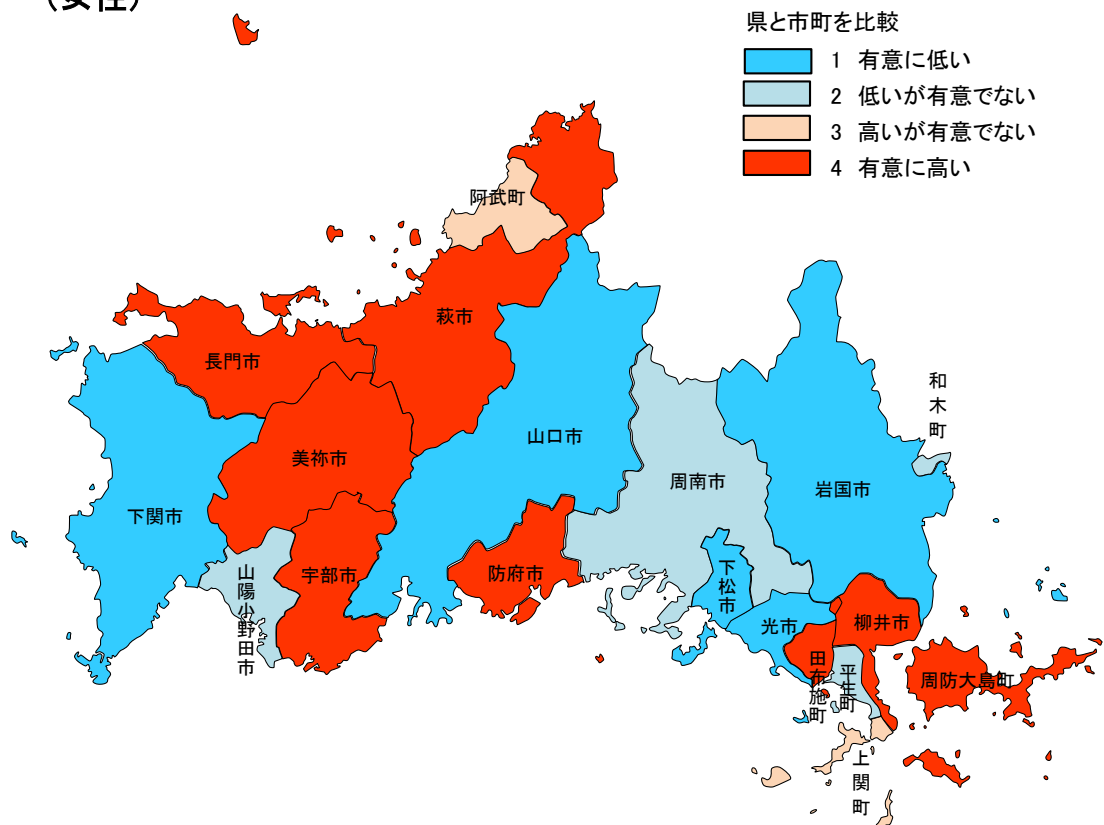 (女性)
県と市町を比較
1 有意に低い
2 低いが有意でない
3 高いが有意でない
4 有意に高い
阿武町
萩市
長門市
和木町
山口市
美祢市
周南市
岩国市
下関市
宇部市
防府市
下松市
山陽小野田市
光市
柳井市
田布施町
平生町
周防大島町
上関町